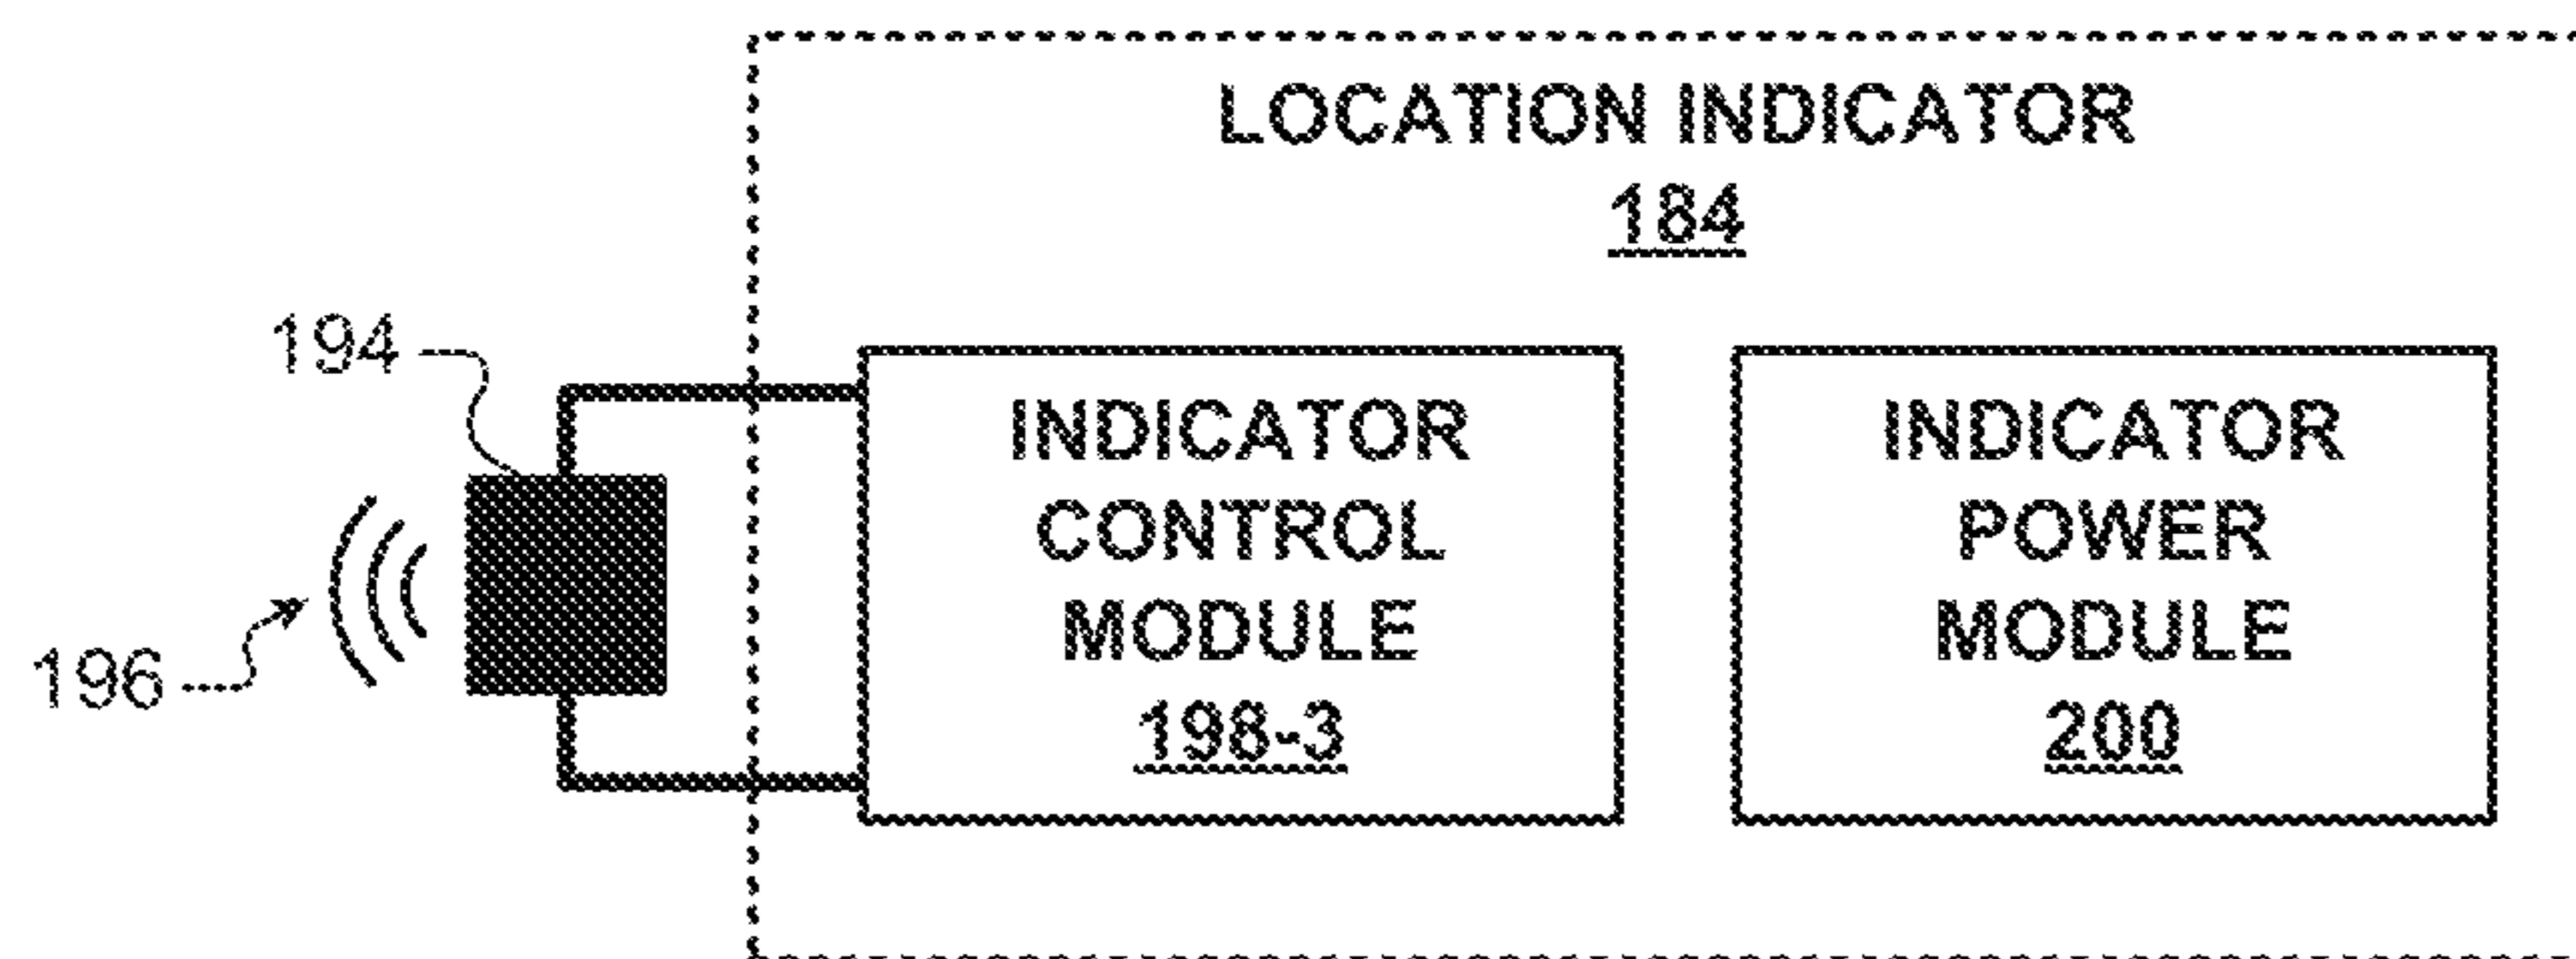 LOCATION INDICATOR
184
194
INDICATOR
CONTROL
MODULE
198-3
INDICATOR
POWER
MODULE
200
196